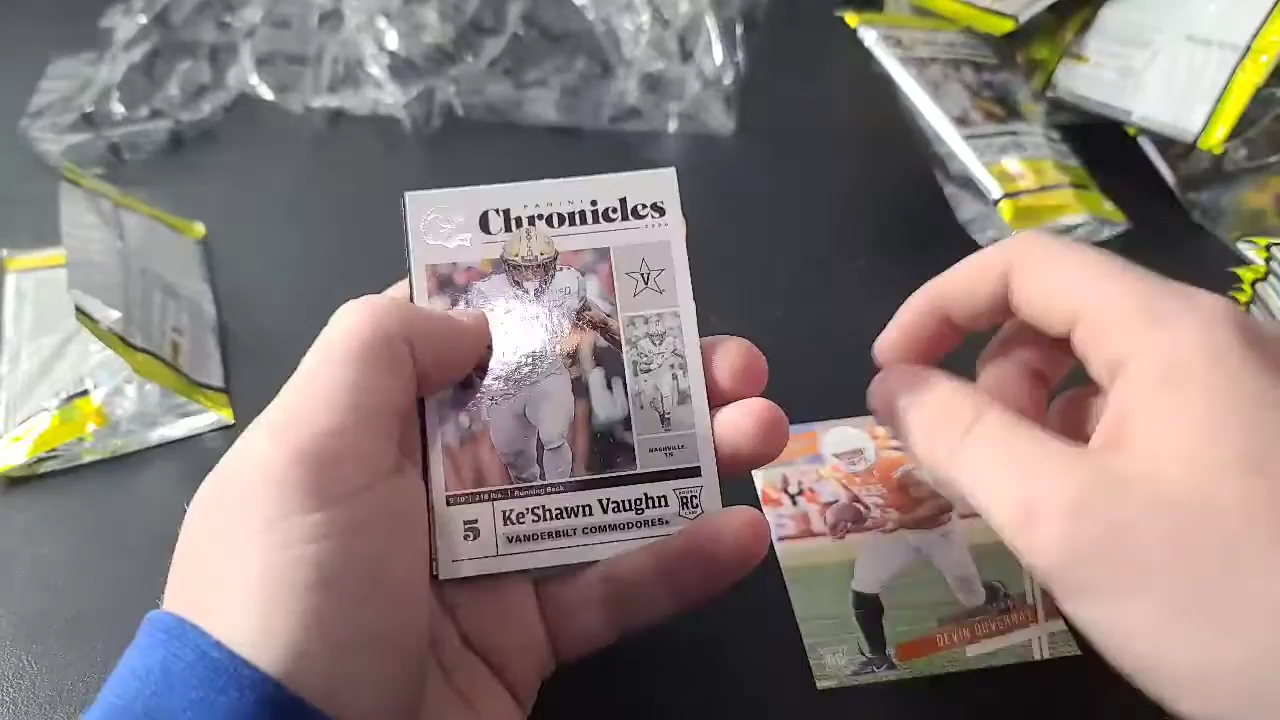 PANINI
Chronicles
2020
V
NASHVILLE,
TN
5'10" | 218 lbs. | Running Back
5
Ke'Shawn Vaughn
VANDERBILT COMMODORES
ROOKIE
RC
CARD
DEVIN DUVERNAY
RC